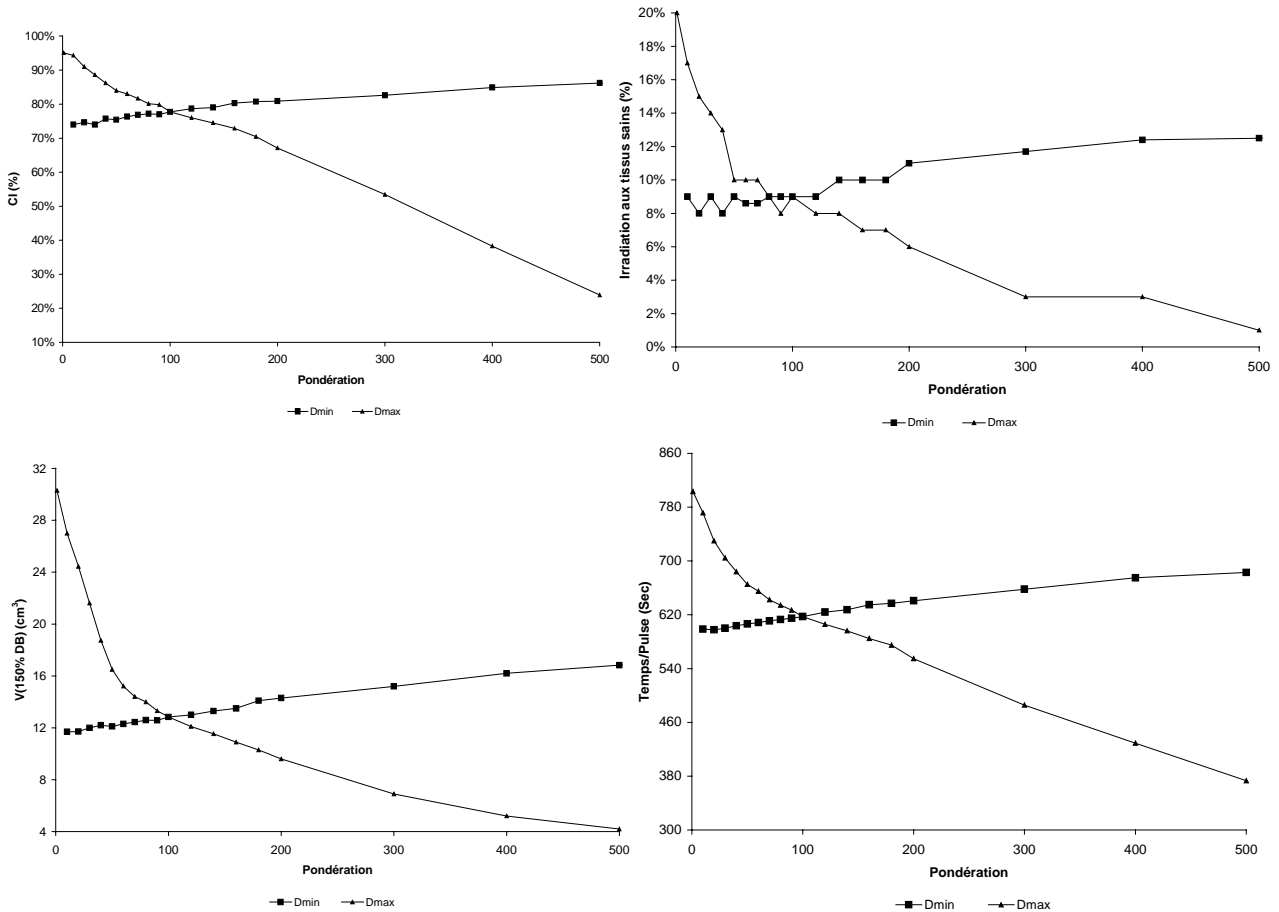 100%
90%
80%
70%
60%
50%
40%
30%
20%
10%
CI (%)
0 100 200 300 400 500
Pondération
Dmin Dmax
20%
18%
16%
14%
12%
10%
8%
6%
4%
2%
0%
Irradiation aux tissus sains (%)
0 100 200 300 400 500
Pondération
Dmin Dmax
32
28
24
20
16
12
8
4
V(150% DB) (cm³)
0 100 200 300 400 500
Pondération
Dmin Dmax
860
780
700
620
540
460
380
300
Temps/Pulse (Sec)
0 100 200 300 400 500
Pondération
Dmin Dmax